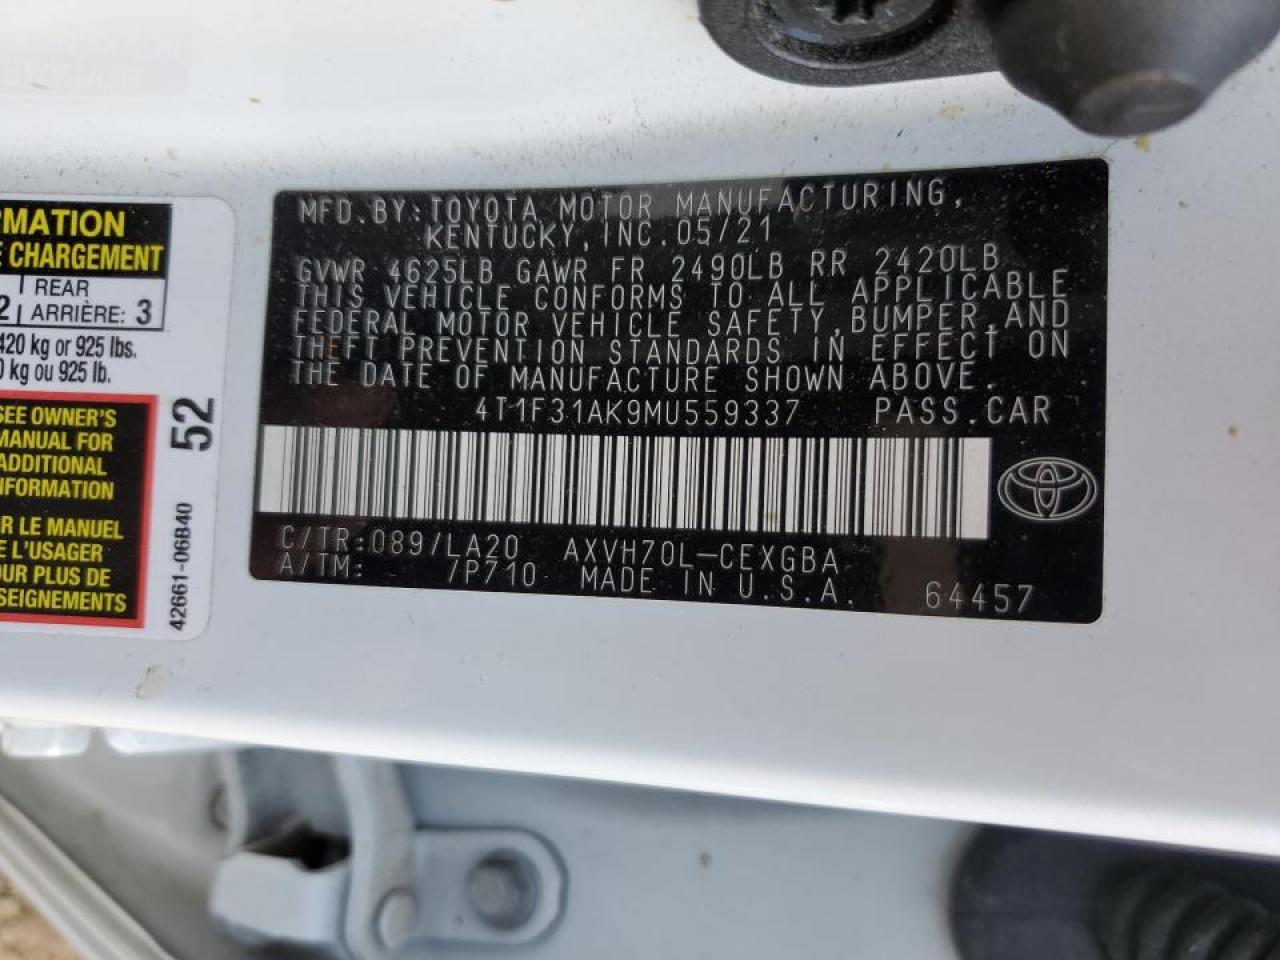 RMATION
E CHARGEMENT
2 | REAR
ARRIÈRE: 3
420 kg or 925 lbs.
0 kg ou 925 lb.
SEE OWNER'S
MANUAL FOR
ADDITIONAL
NFORMATION
R LE MANUEL
E L'USAGER
OUR PLUS DE
SEIGNEMENTS
52
42661-06B40
MFD.BY:TOYOTA MOTOR MANUFACTURING,
KENTUCKY,INC.05/21
GVWR 4625LB GAWR FR 2490LB RR 2420LB
THIS VEHICLE CONFORMS TO ALL APPLICABLE
FEDERAL MOTOR VEHICLE SAFETY,BUMPER,AND
THEFT PREVENTION STANDARDS IN EFFECT ON
THE DATE OF MANUFACTURE SHOWN ABOVE.
4T1F31AK9MU559337 PASS.CAR
C/TR:089/LA20 AXVH70L-CEXGBA
A/TM: /P710 MADE IN U.S.A. 64457